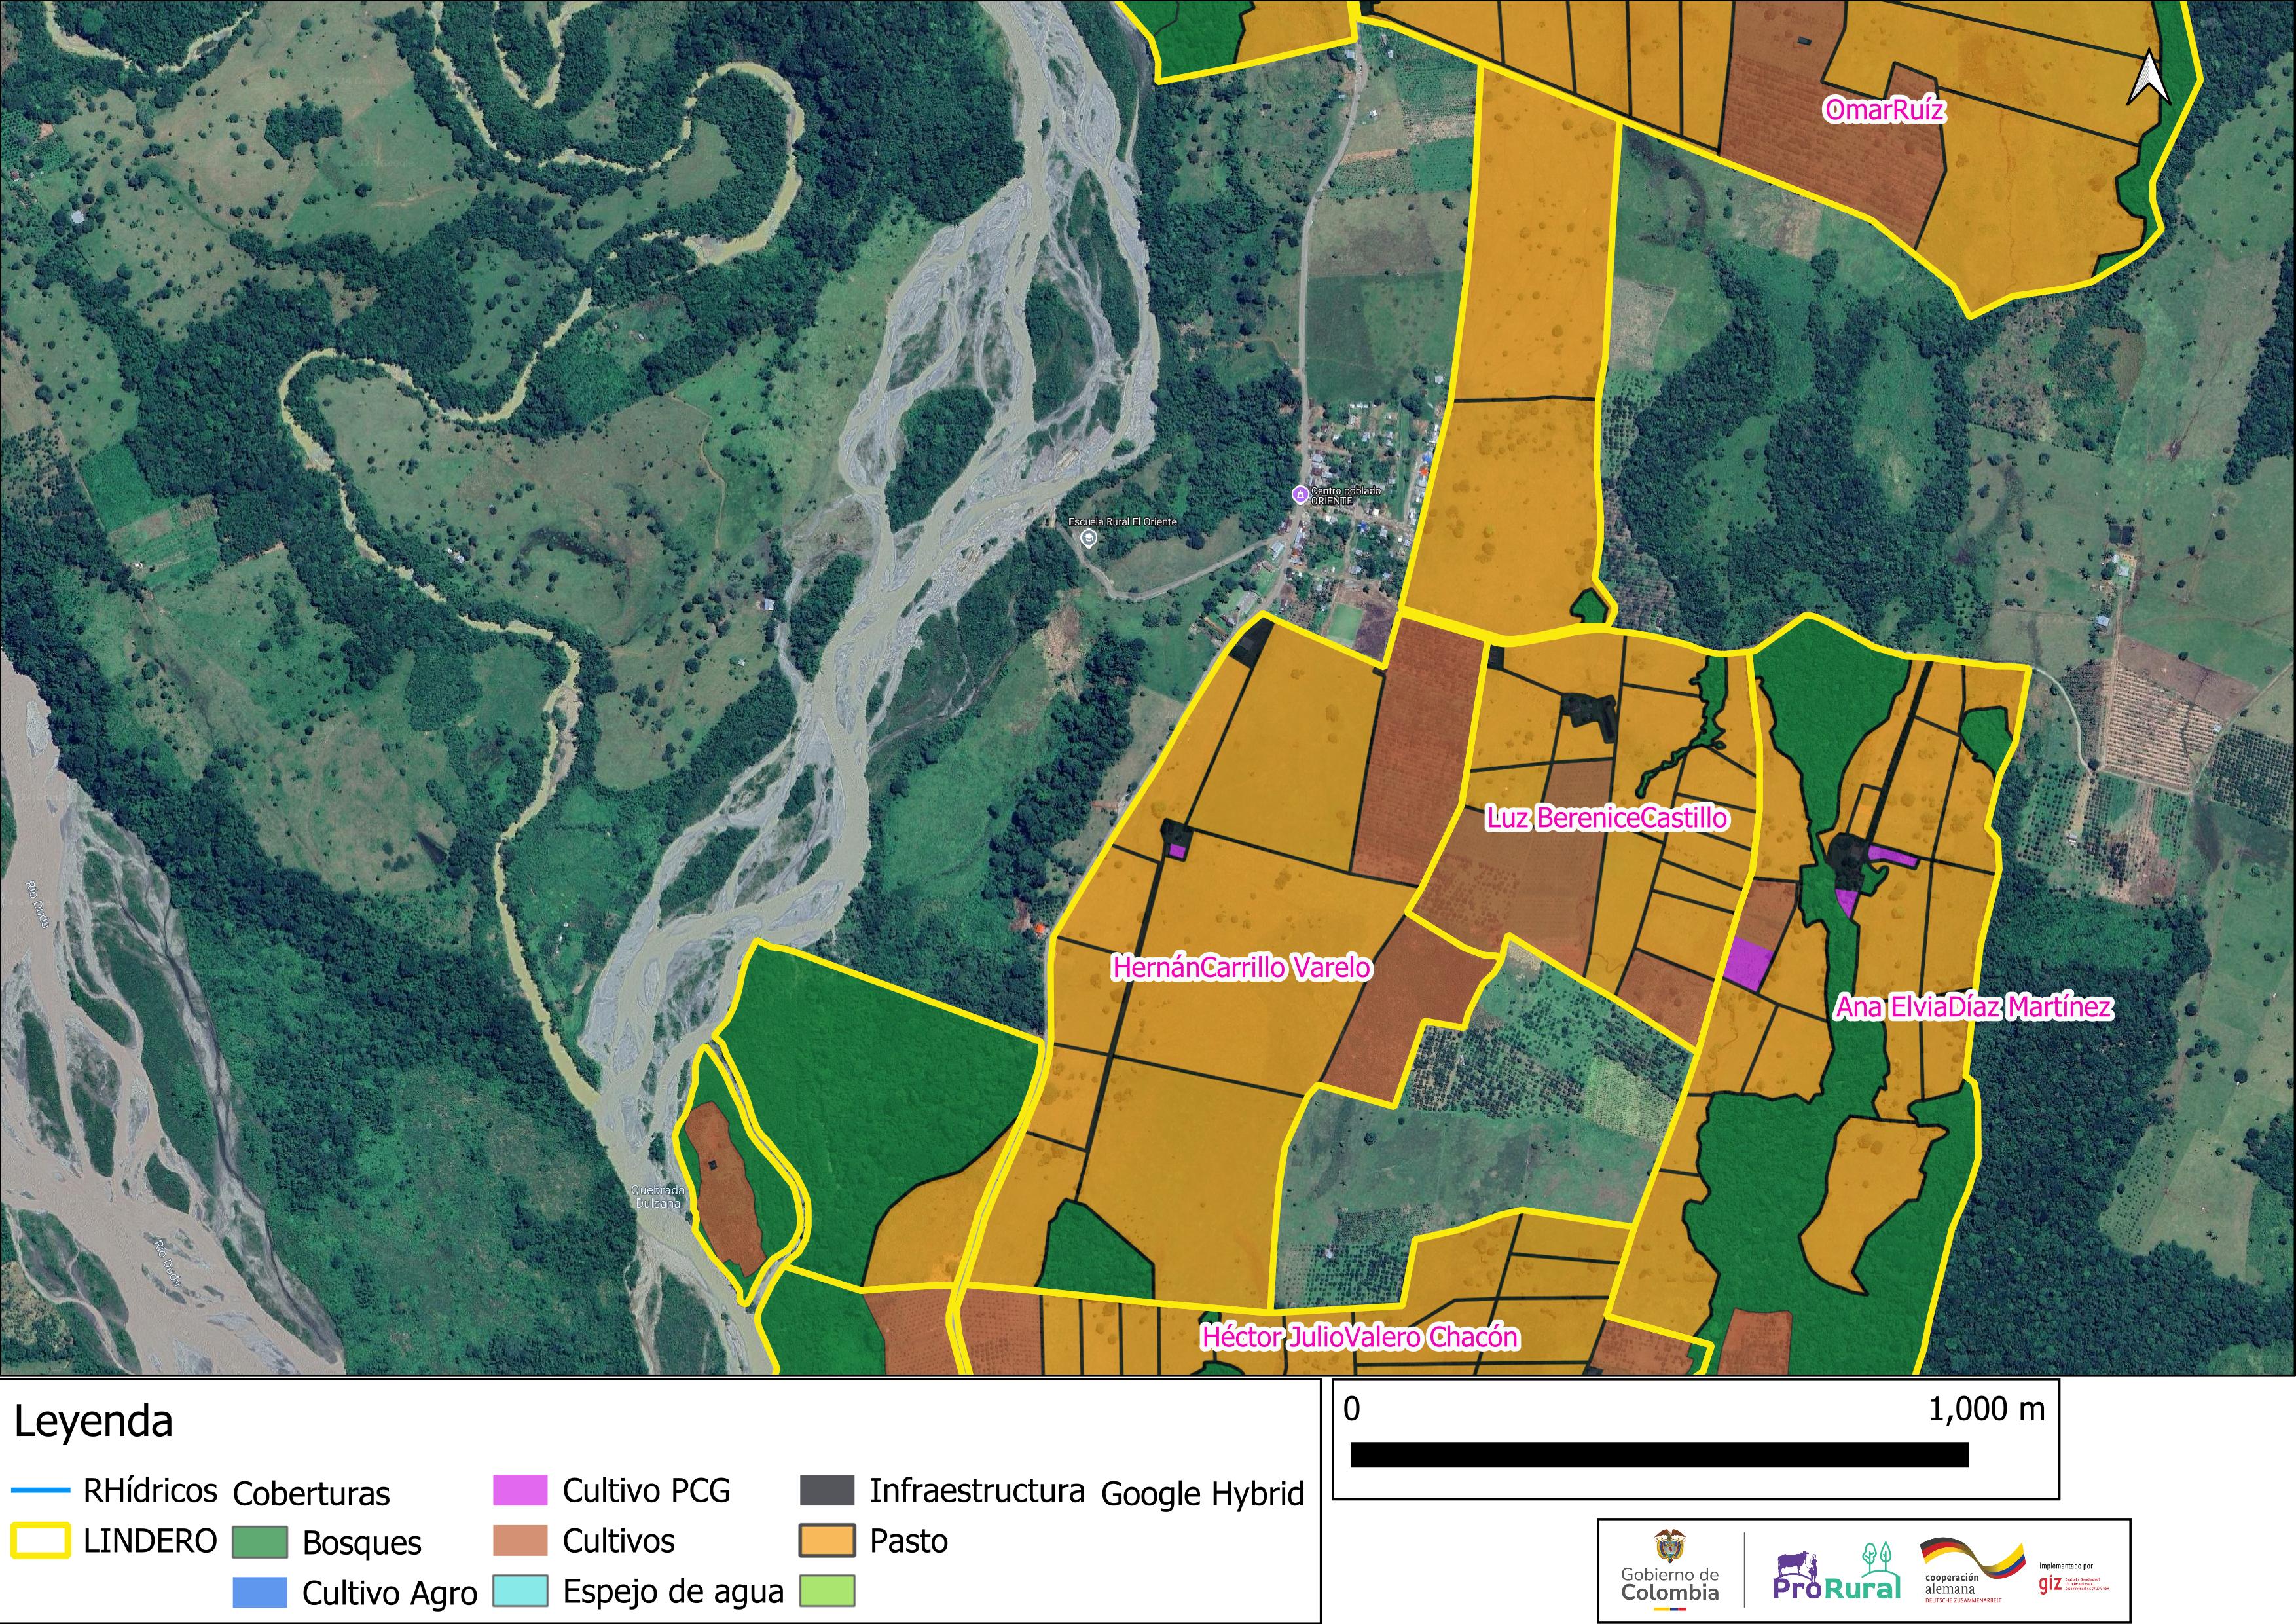 OmarRuíz
Centro poblado
ORIENTE
Escuela Rural El Oriente
Luz BereniceCastillo
HernánCarrillo Varelo
Ana ElviaDíaz Martínez
Río Duda
Quebrada
Dulsana
Río Duda
Héctor JulioValero Chacón
Leyenda
RHídricos
LINDERO
Coberturas
Bosques
Cultivo Agro
Cultivo PCG
Cultivos
Espejo de agua
Infraestructura
Pasto
Google Hybrid
0 1,000 m
Gobierno de
Colombia
ProRural
cooperación
alemana
DEUTSCHE ZUSAMMENARBEIT
Implementado por
giz